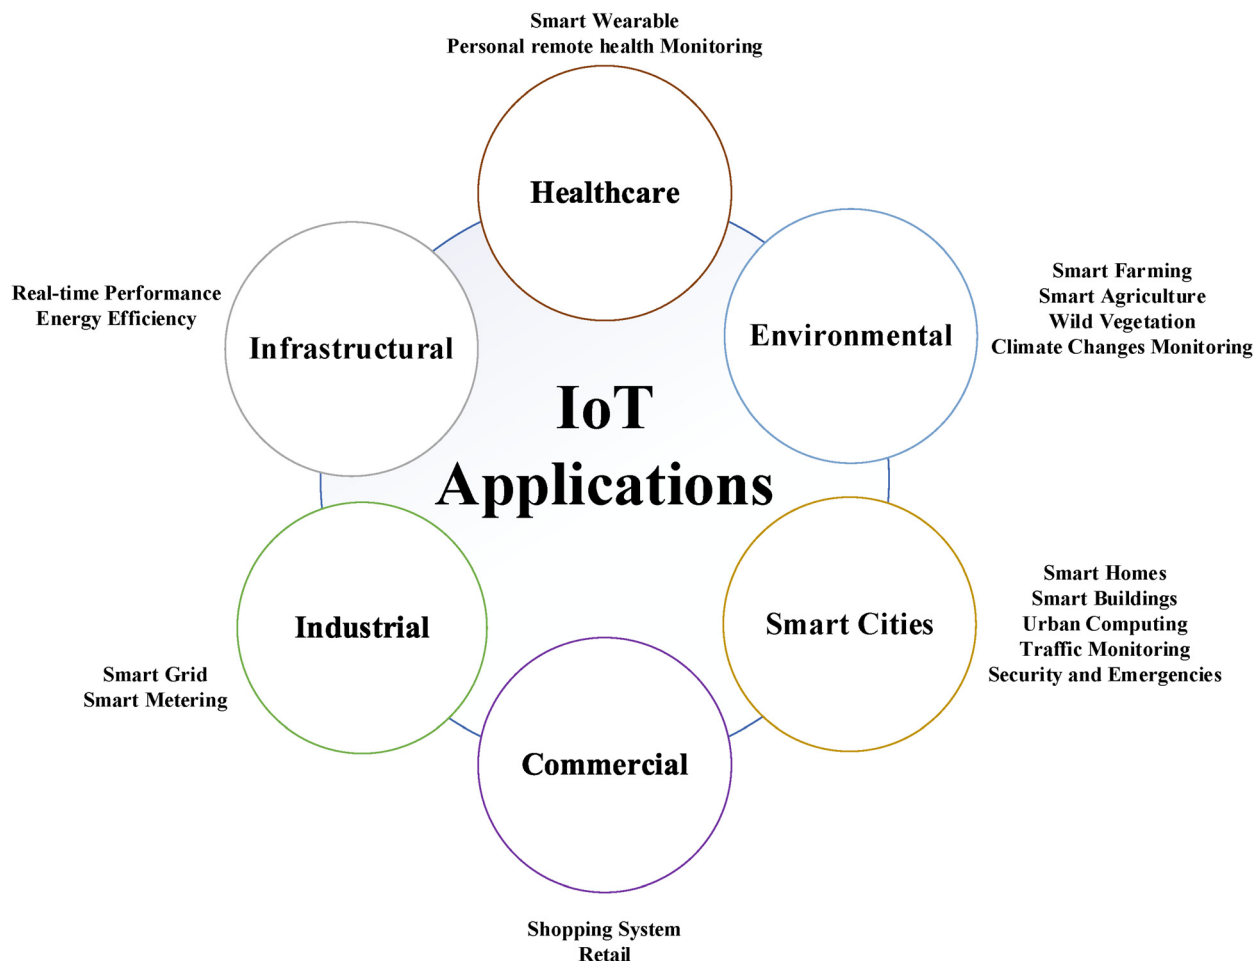 Smart Wearable
Personal remote health Monitoring
Healthcare
Real-time Performance
Energy Efficiency
Infrastructural
Environmental
Smart Farming
Smart Agriculture
Wild Vegetation
Climate Changes Monitoring
IoT
Applications
Industrial
Smart Grid
Smart Metering
Smart Cities
Smart Homes
Smart Buildings
Urban Computing
Traffic Monitoring
Security and Emergencies
Commercial
Shopping System
Retail